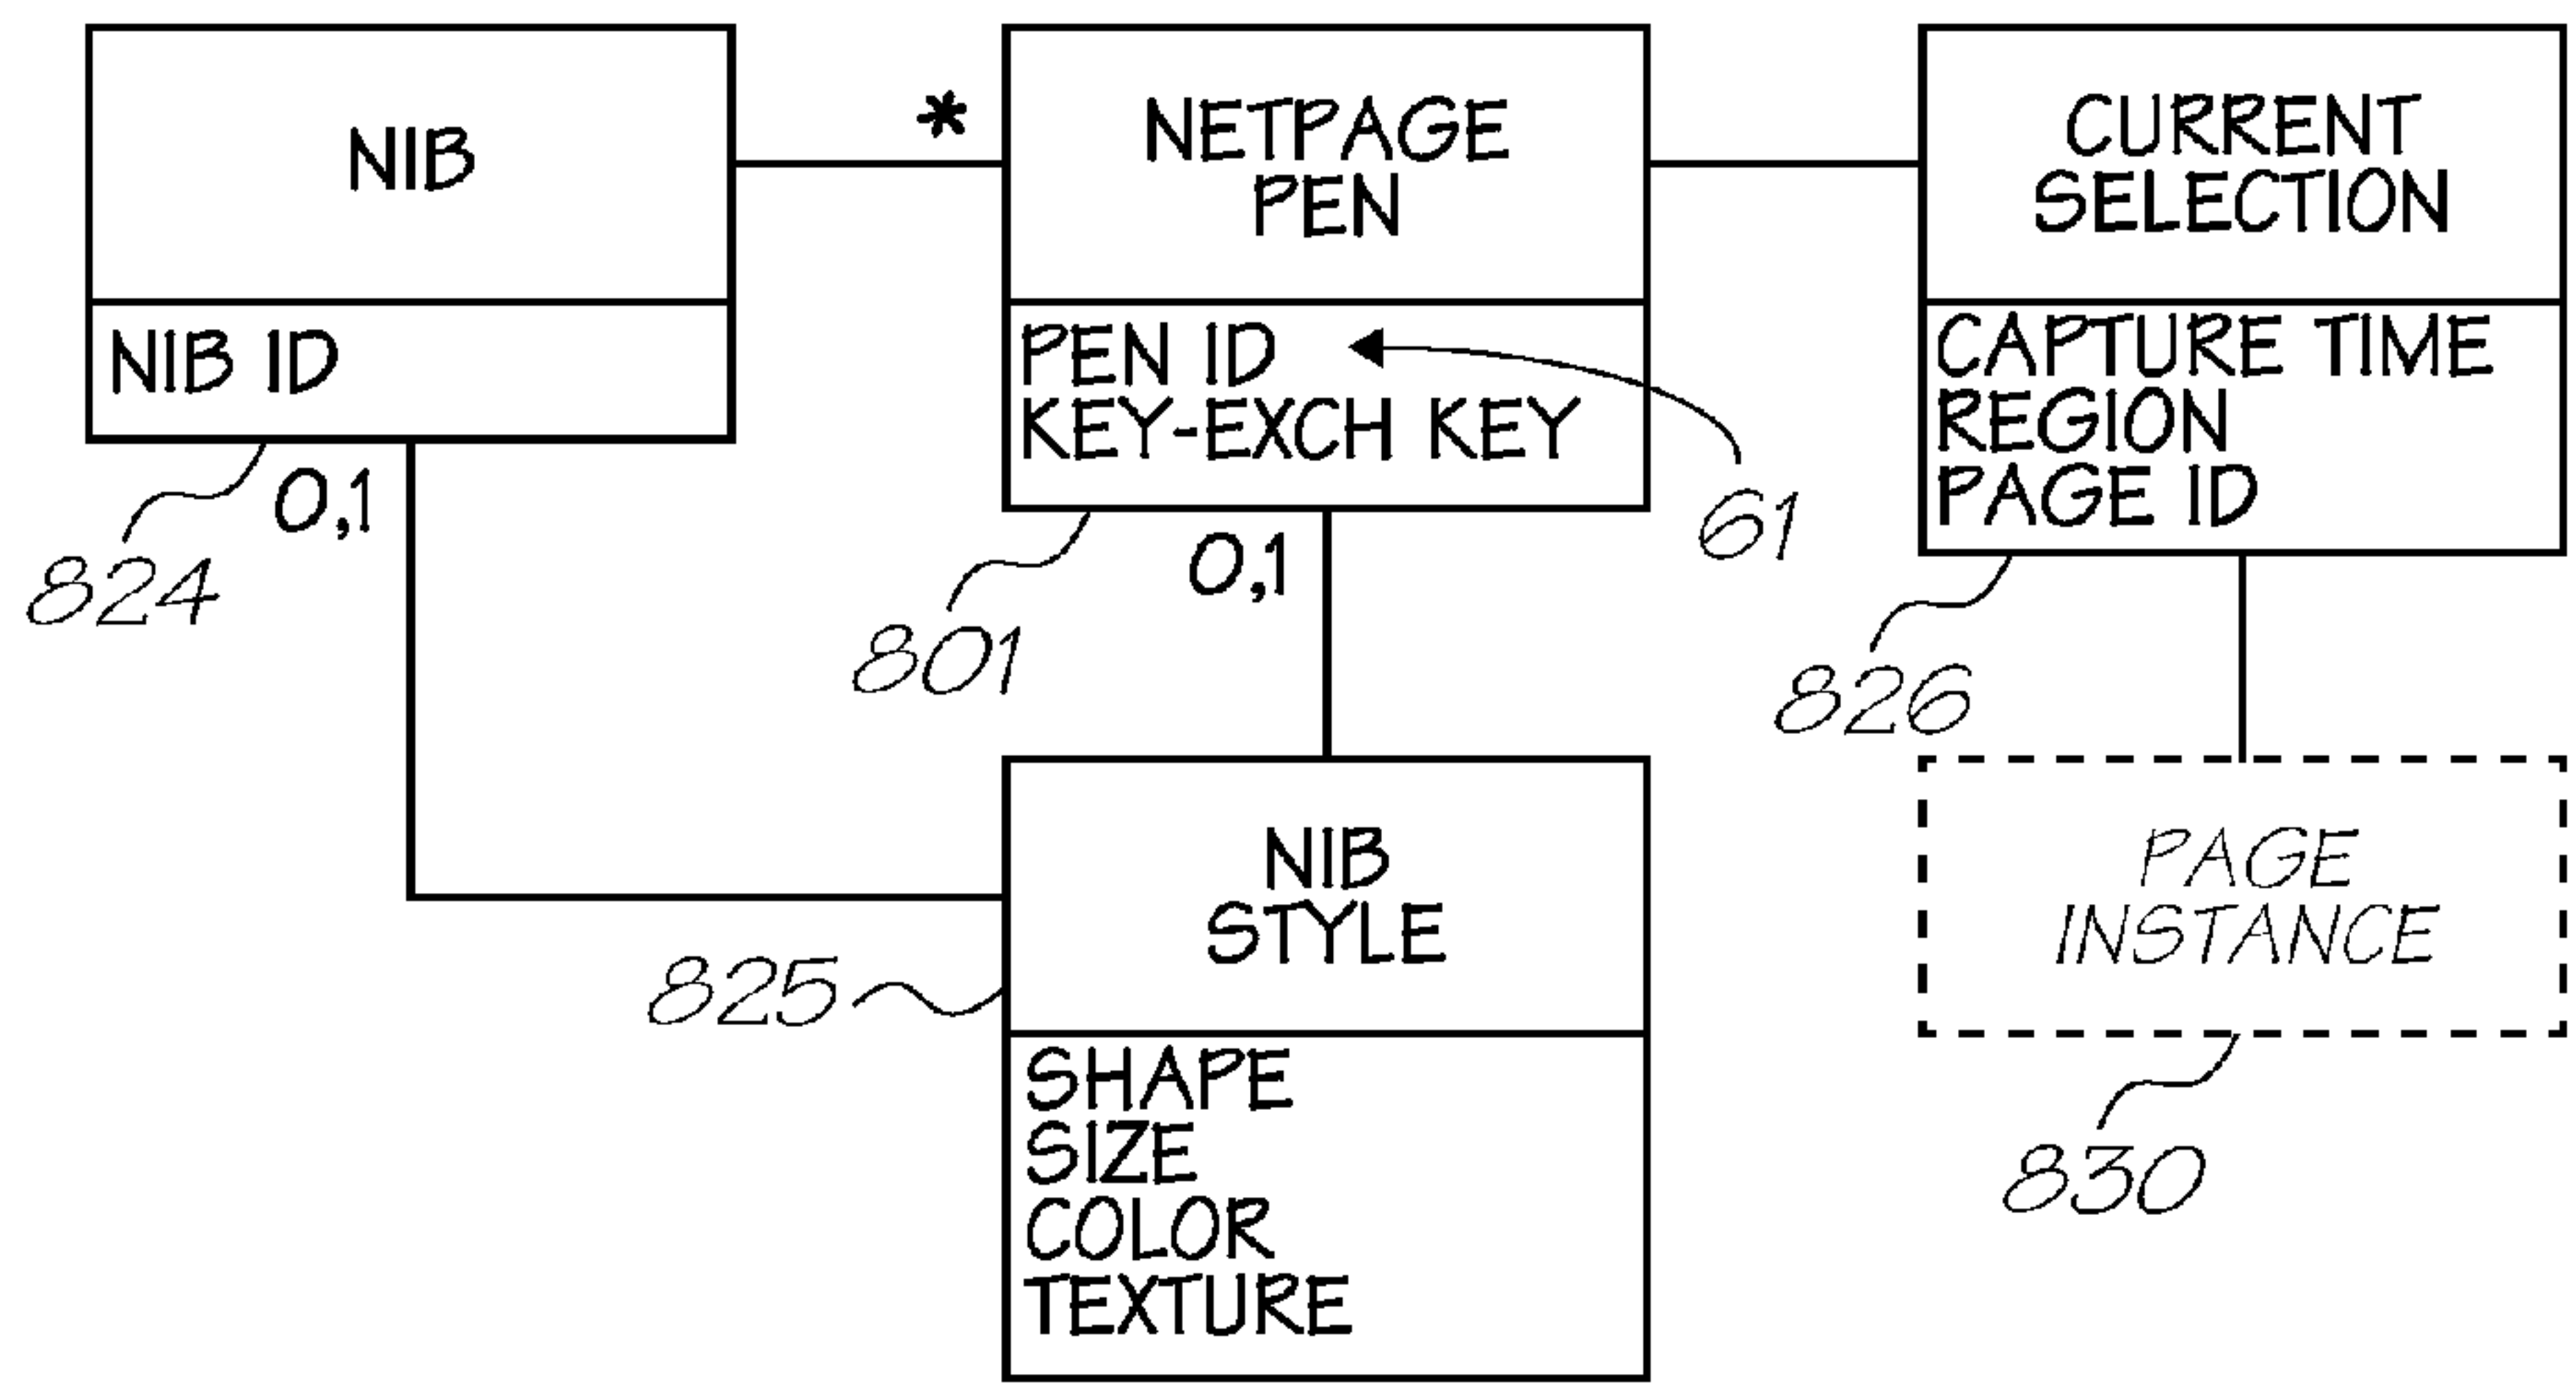 NIB
NIB ID
824
0,1
*
NETPAGE
PEN
PEN ID
KEY-EXCH KEY
61
801
0,1
CURRENT
SELECTION
CAPTURE TIME
REGION
PAGE ID
826
NIB
STYLE
825
SHAPE
SIZE
COLOR
TEXTURE
PAGE
INSTANCE
830